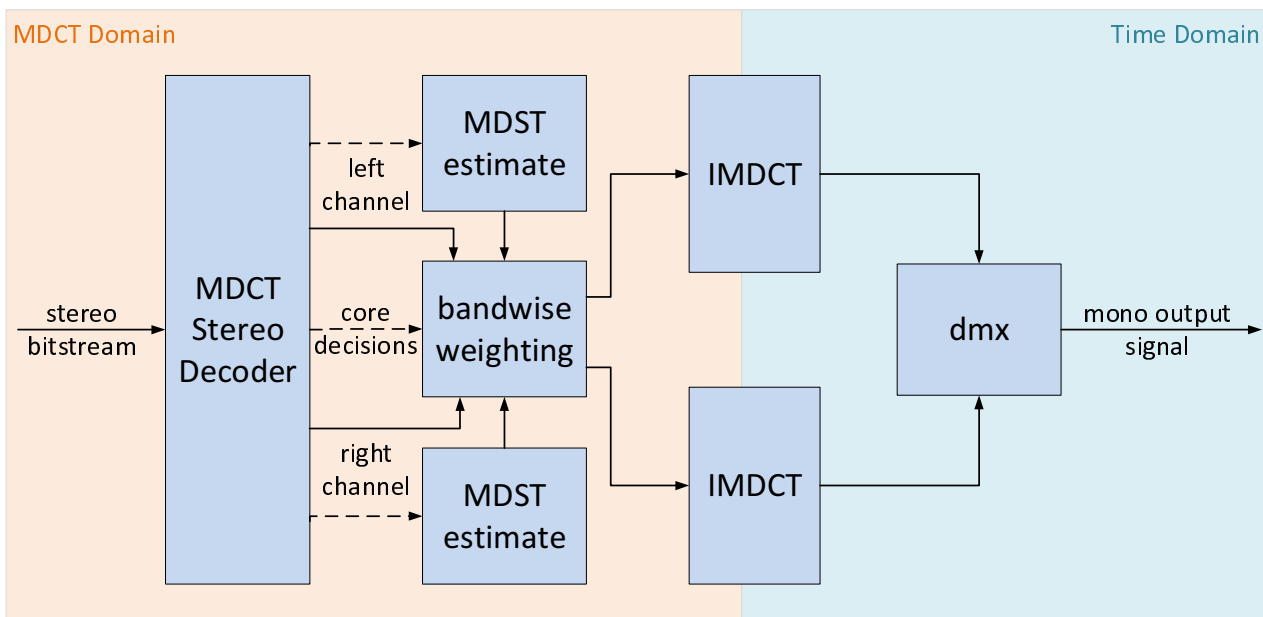 MDCT Domain
Time Domain
stereo
bitstream
MDCT
Stereo
Decoder
left
channel
core
decisions
right
channel
MDST
estimate
bandwise
weighting
MDST
estimate
IMDCT
IMDCT
dmx
mono output
signal